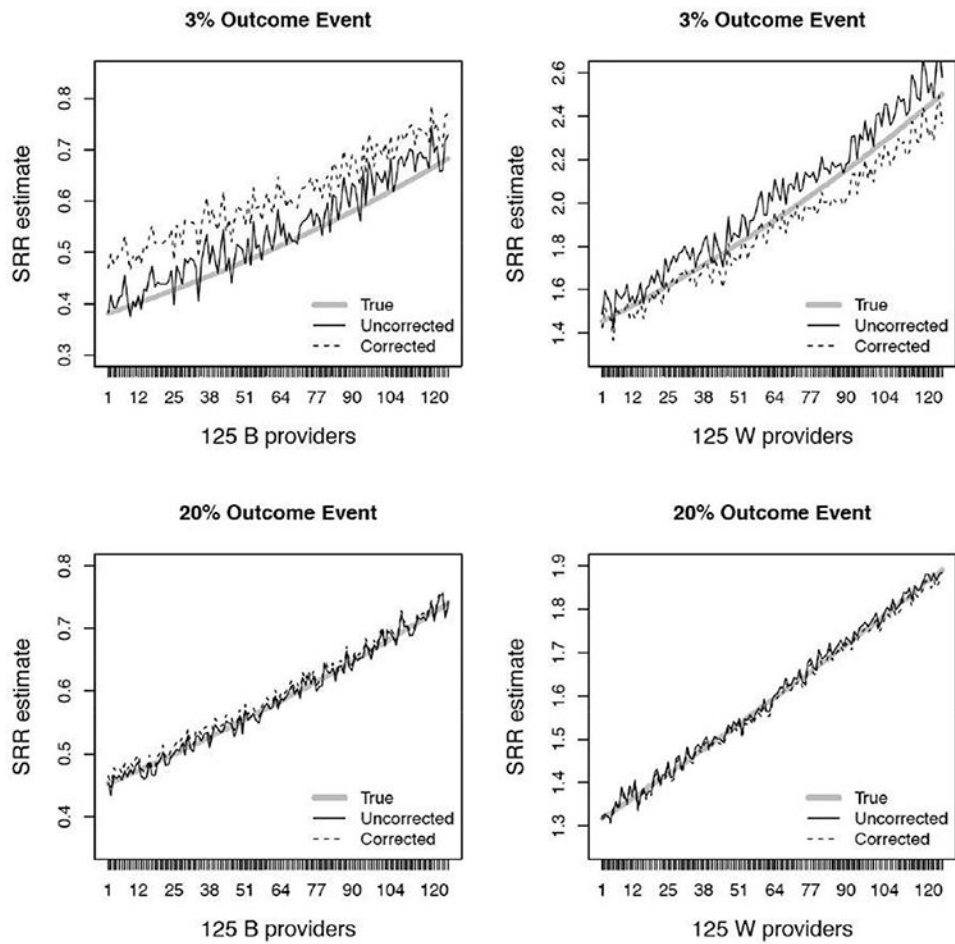 3% Outcome Event
SRR estimate
0.8
0.7
0.6
0.5
0.4
0.3
True
Uncorrected
Corrected
1 12 25 38 51 64 77 90 104 120
125 B providers
3% Outcome Event
SRR estimate
2.6
2.4
2.2
2.0
1.8
1.6
1.4
True
Uncorrected
Corrected
1 12 25 38 51 64 77 90 104 120
125 W providers
20% Outcome Event
SRR estimate
0.8
0.7
0.6
0.5
0.4
True
Uncorrected
Corrected
1 12 25 38 51 64 77 90 104 120
125 B providers
20% Outcome Event
SRR estimate
1.9
1.8
1.7
1.6
1.5
1.4
1.3
True
Uncorrected
Corrected
1 12 25 38 51 64 77 90 104 120
125 W providers